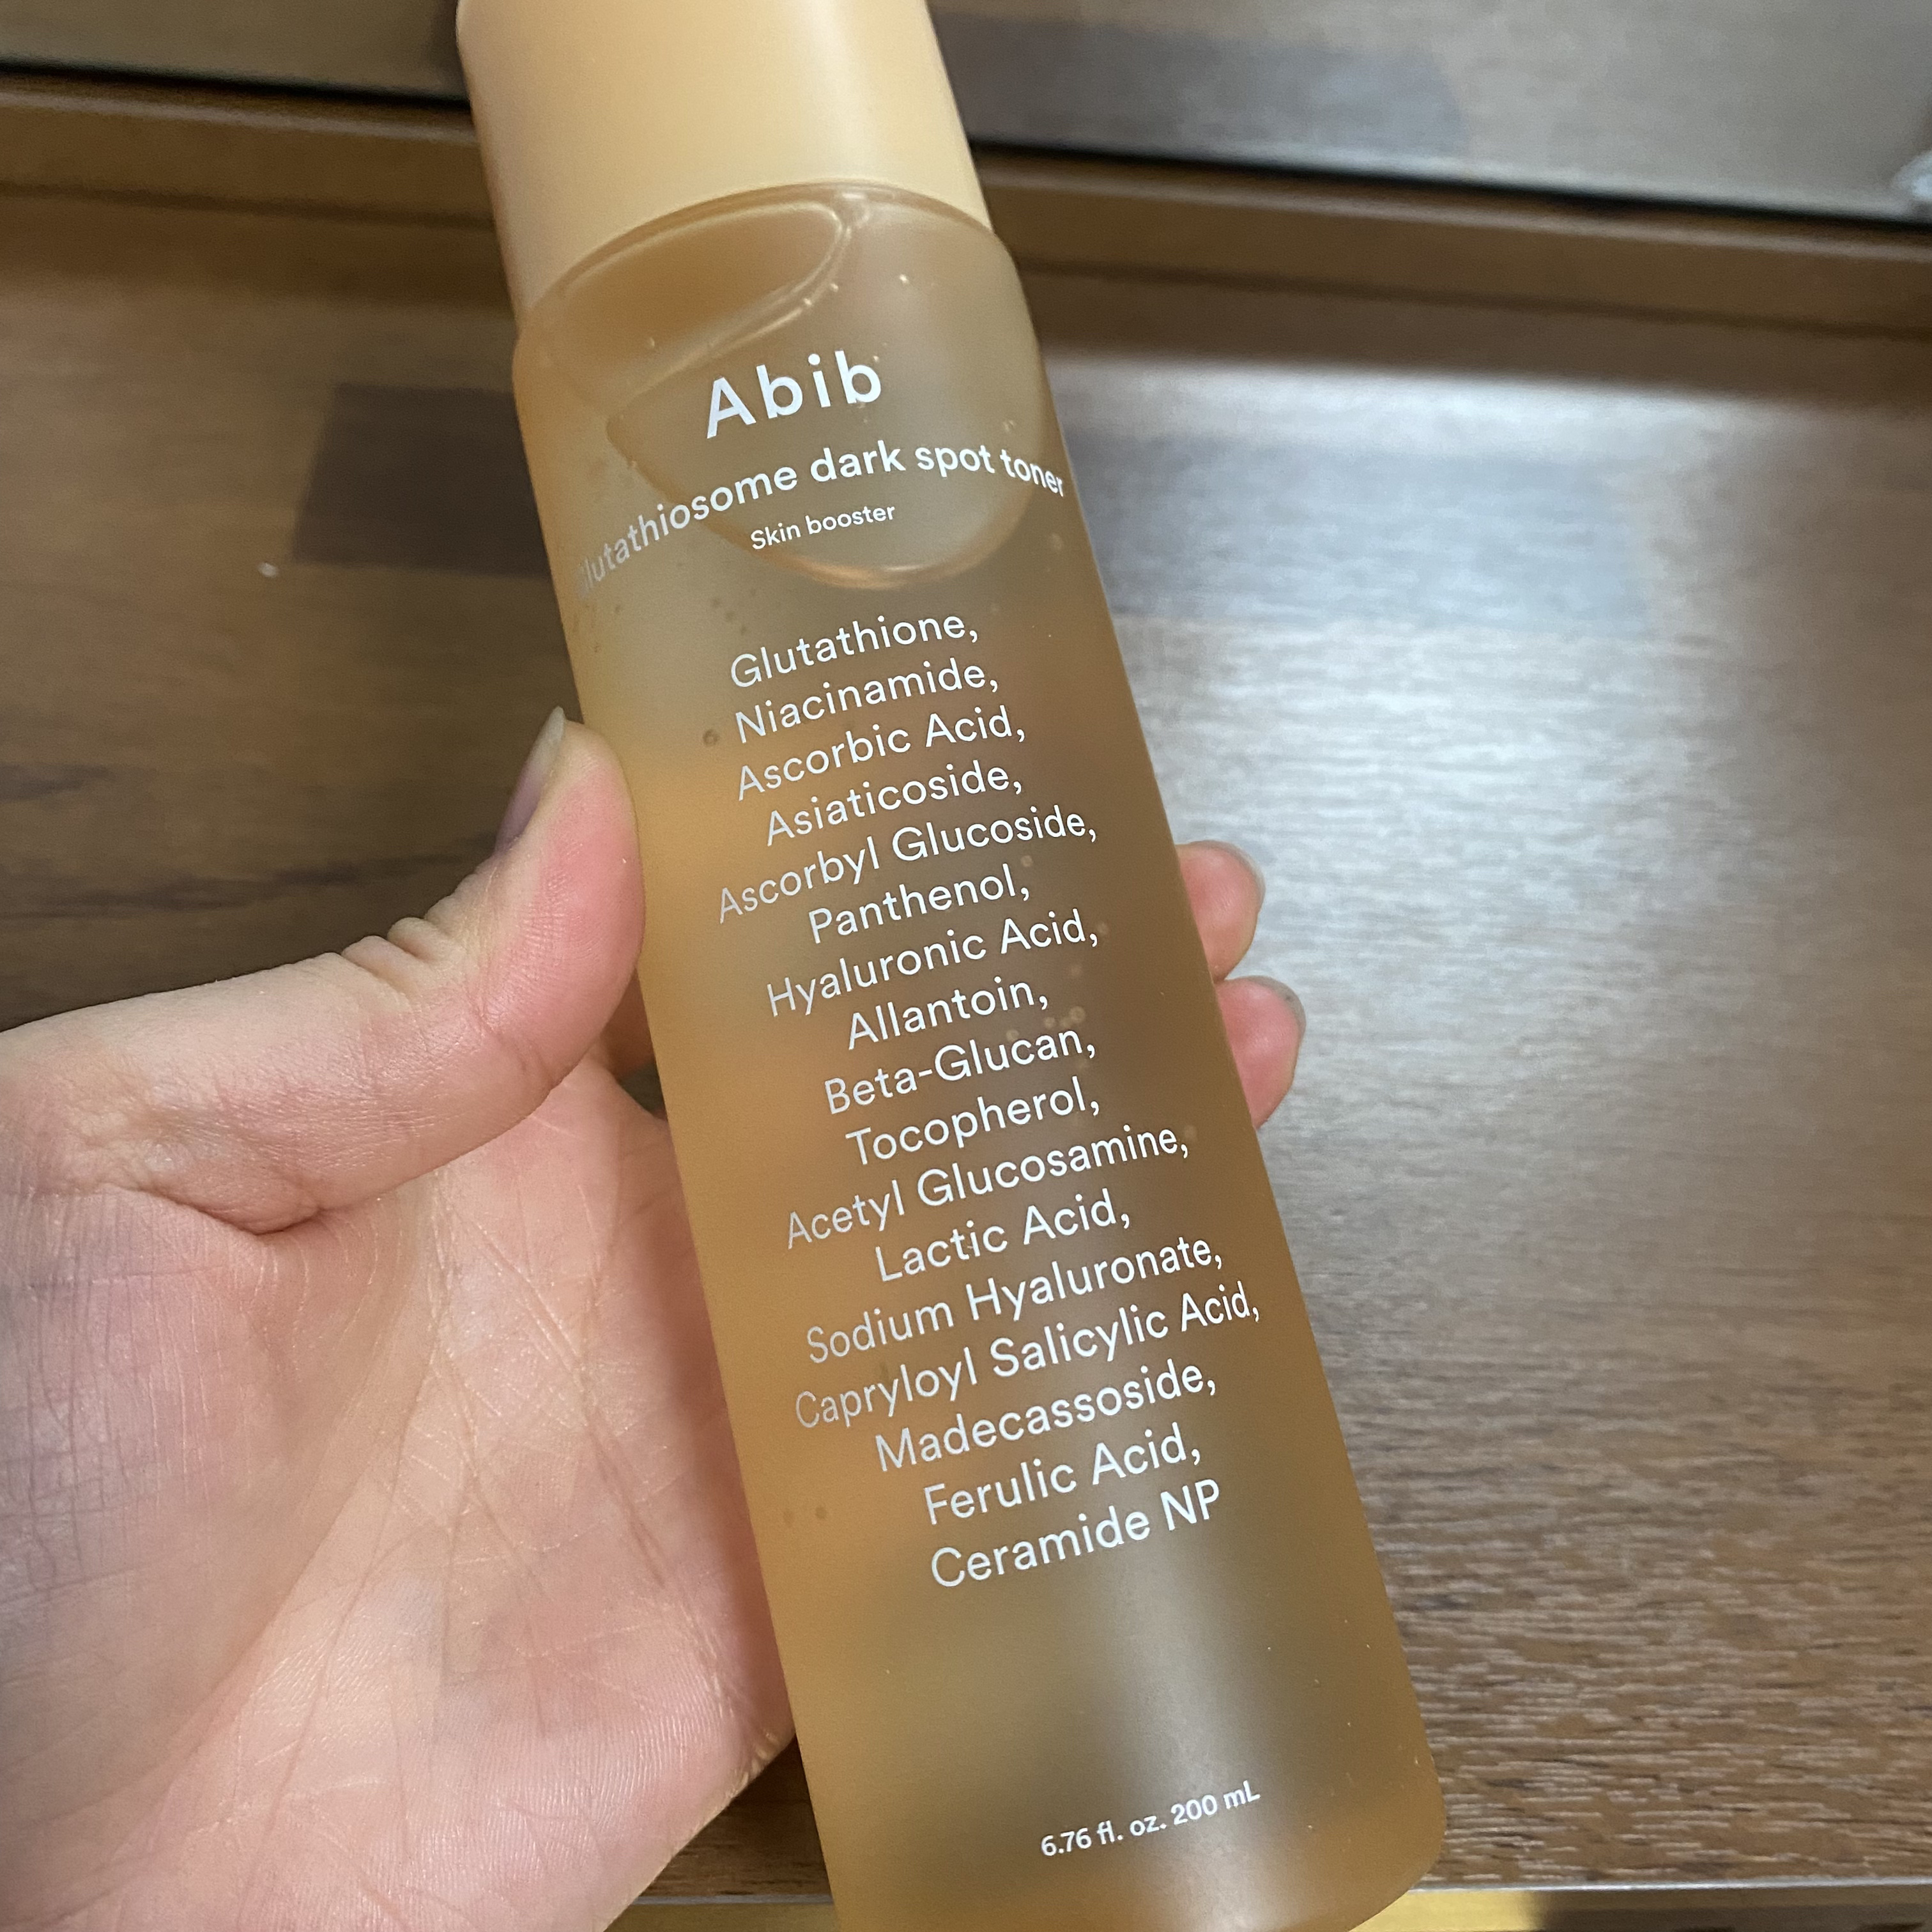 Abib
Glutathiosome dark spot toner
Skin booster
Glutathione,
Niacinamide,
Ascorbic Acid,
Asiaticoside,
Ascorbyl Glucoside,
Panthenol,
Hyaluronic Acid,
Allantoin,
Beta-Glucan,
Tocopherol,
Acetyl Glucosamine,
Lactic Acid,
Sodium Hyaluronate,
Capryloyl Salicylic Acid,
Madecassoside,
Ferulic Acid,
Ceramide NP
6.76 fl. oz. 200 mL